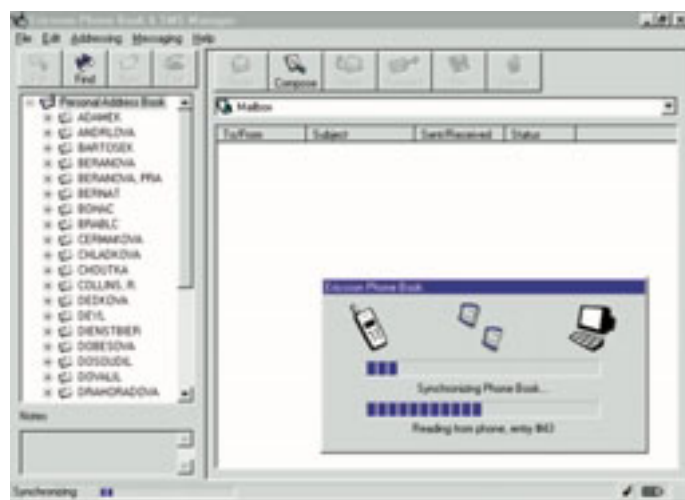 Ericsson Phone Book & SMS Manager
File Edit Addressing Messaging Help
Find
Compose
Personal Address Book
ADAMEK
ANDRLOVA
BARTOSEK
BERANOVA
BERANOVA, PRA
BERNAT
BOHAC
BRABLC
CERMAKOVA
CHLADKOVA
CHOUTKA
COLLINS, R.
DEDKOVA
DEYL
DIENSTBIER
DOBESOVA
DOSOUDIL
DOVALIL
DRAHORADOVA
Mailbox
To/From Subject Sent/Received Status
Ericsson Phone Book
Synchronizing Phone Book...
Reading from phone, entry
Notes
Synchronizing